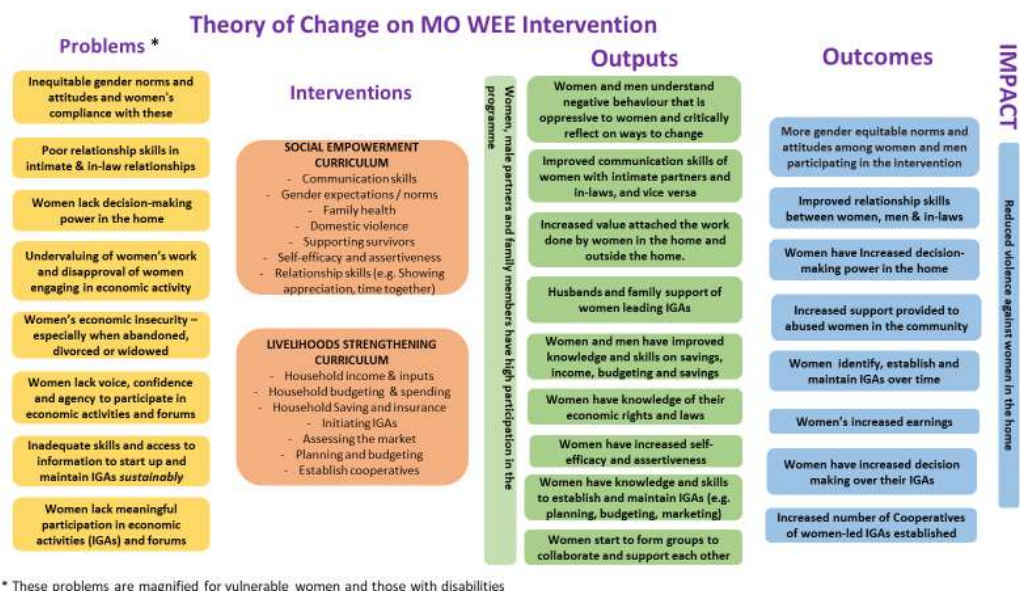 Theory of Change on MO WEE Intervention
Problems *
Inequitable gender norms and
attitudes and women's
compliance with these
Poor relationship skills in
intimate & in-law relationships
Women lack decision-making
power in the home
Undervaluing of women's work
and disapproval of women
engaging in economic activity
Women's economic insecurity –
especially when abandoned,
divorced or widowed
Women lack voice, confidence
and agency to participate in
economic activities and forums
Inadequate skills and access to
information to start up and
maintain IGAs sustainably
Women lack meaningful
participation in economic
activities (IGAs) and forums
Interventions
SOCIAL EMPOWERMENT
CURRICULUM
- Communication skills
- Gender expectations / norms
- Family health
- Domestic violence
- Supporting survivors
- Self-efficacy and assertiveness
- Relationship skills (e.g. Showing
appreciation, time together)
LIVELIHOODS STRENGTHENING
CURRICULUM
- Household income & inputs
- Household budgeting & spending
- Household Saving and insurance
- Initiating IGAs
- Assessing the market
- Planning and budgeting
- Establish cooperatives
Women, male partners and family members have high participation in the
programme
Outputs
Women and men understand
negative behaviour that is
oppressive to women and critically
reflect on ways to change
Improved communication skills of
women with intimate partners and
in-laws, and vice versa
Increased value attached the work
done by women in the home and
outside the home.
Husbands and family support of
women leading IGAs
Women and men have improved
knowledge and skills on savings,
income, budgeting and savings
Women have knowledge of their
economic rights and laws
Women have increased self-
efficacy and assertiveness
Women have knowledge and skills
to establish and maintain IGAs (e.g.
planning, budgeting, marketing)
Women start to form groups to
collaborate and support each other
Outcomes
More gender equitable norms and
attitudes among women and men
participating in the intervention
Improved relationship skills
between women, men & in-laws
Women have Increased decision-
making power in the home
Increased support provided to
abused women in the community
Women identify, establish and
maintain IGAs over time
Women's increased earnings
Women have increased decision
making over their IGAs
Increased number of Cooperatives
of women-led IGAs established
IMPACT
Reduced violence against women in the home
* These problems are magnified for vulnerable women and those with disabilities